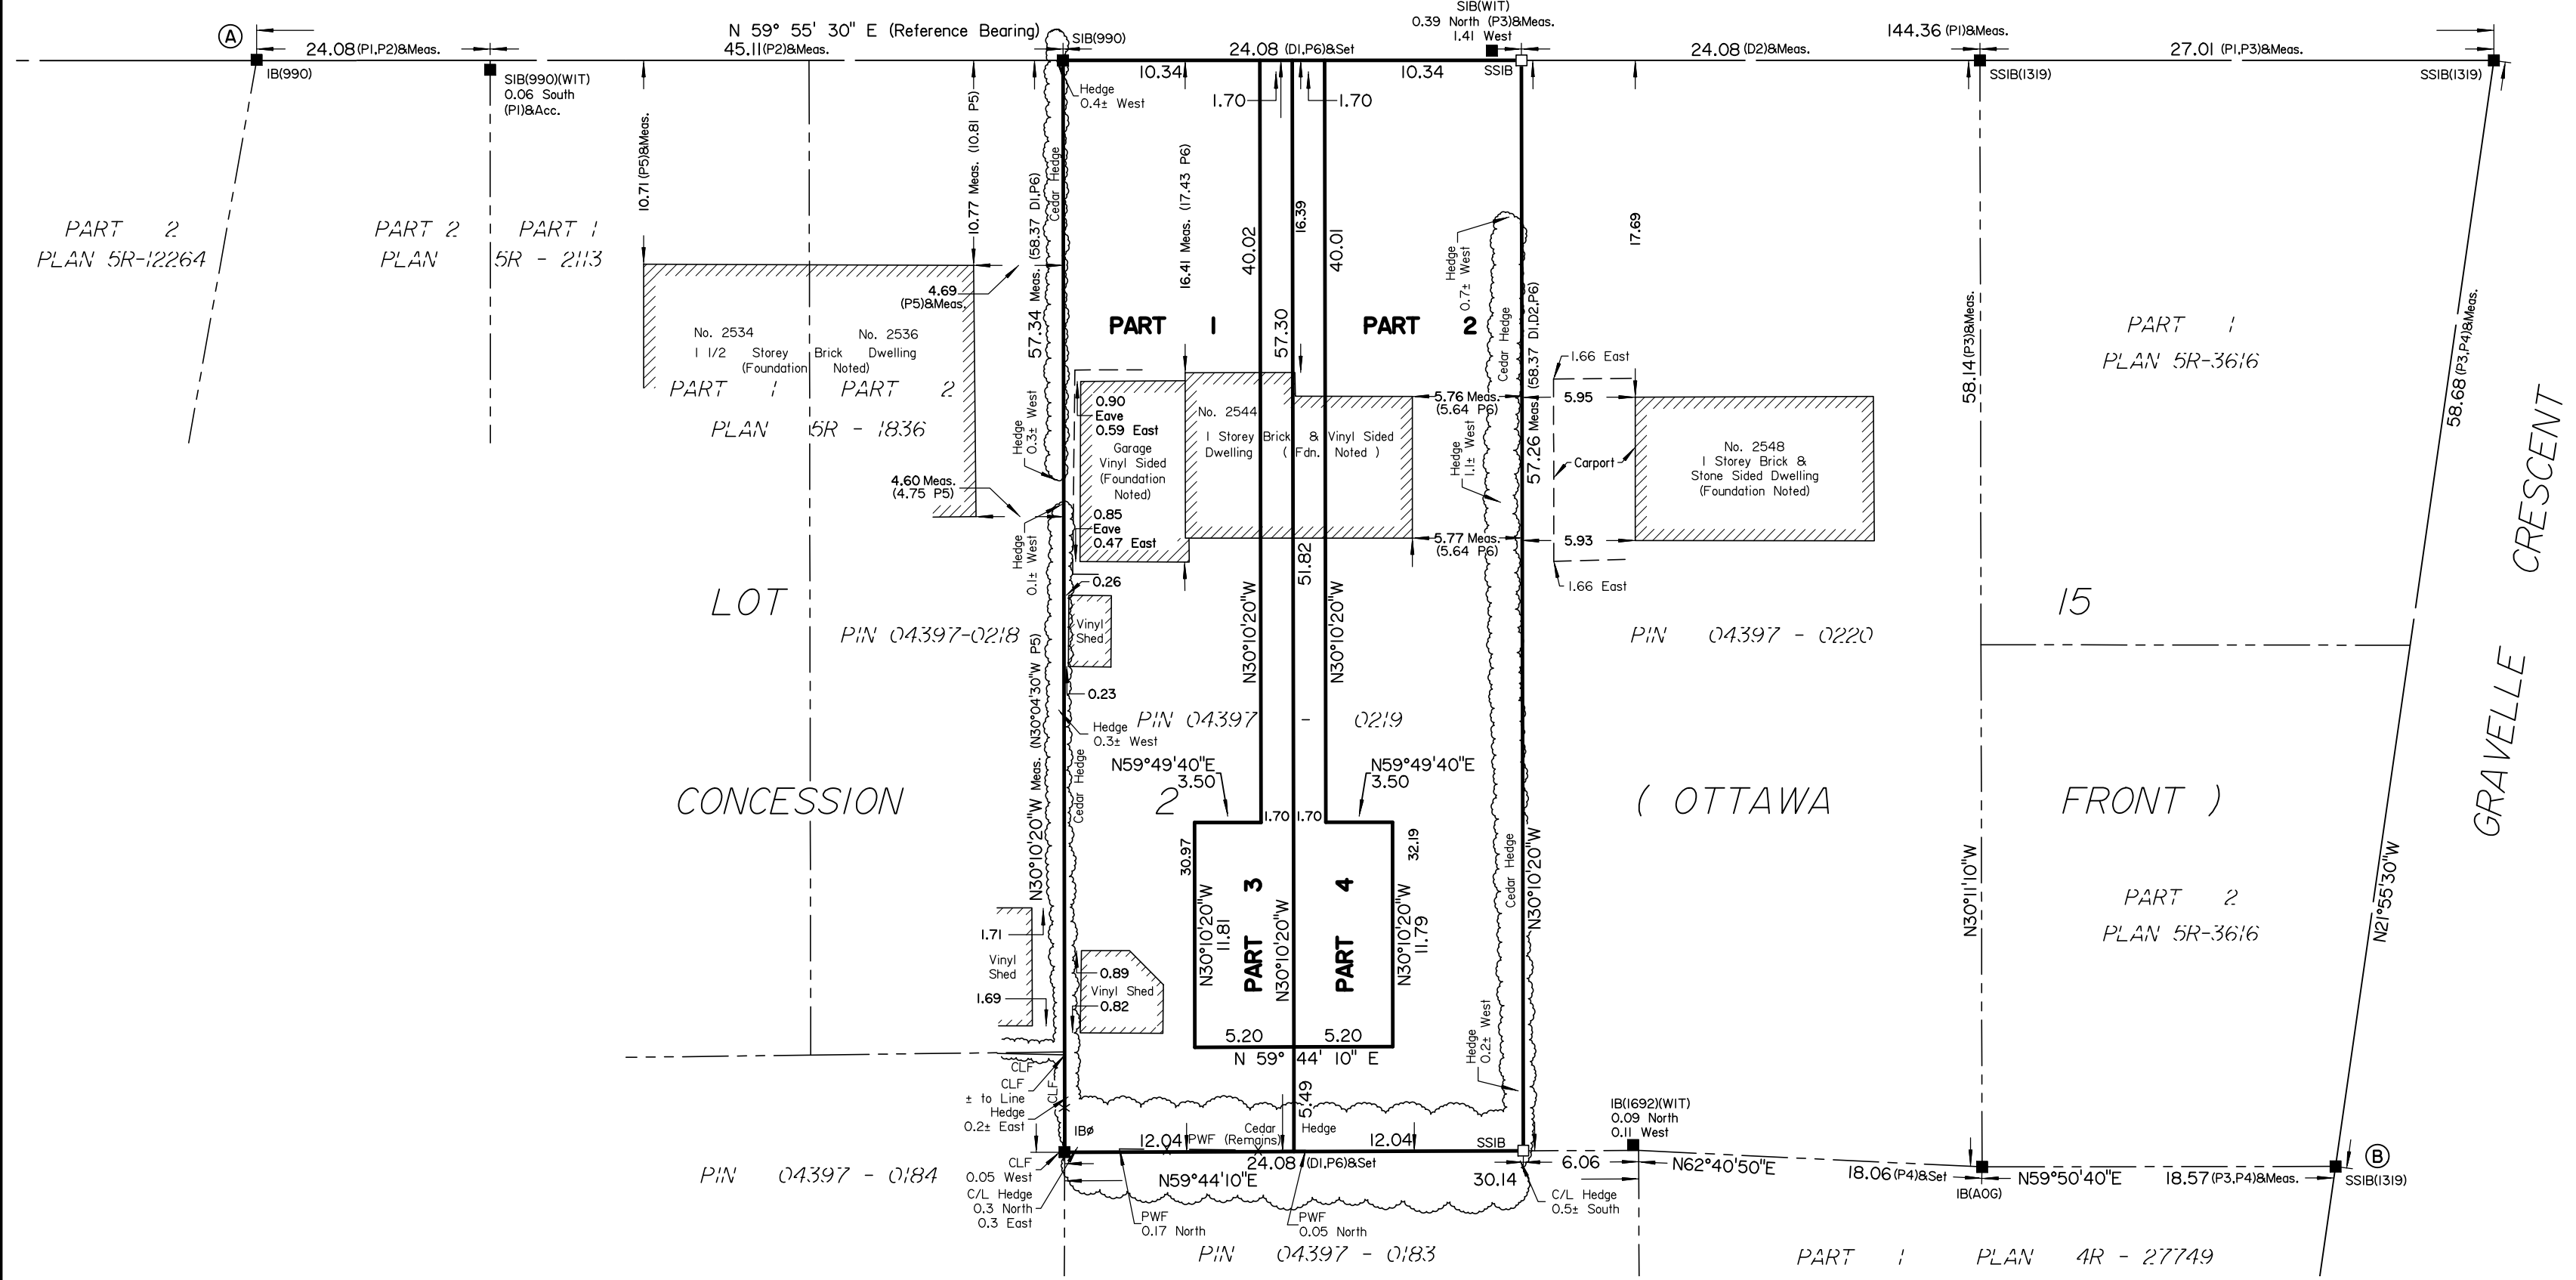 SIB(WIT)
0.39 North (P3)&Meas.
1.41 West
N 59° 55' 30" E (Reference Bearing)
144.36 (P1)&Meas.
A
24.08 (P1,P2)&Meas.
45.11(P2)&Meas.
SIB(990)
24.08 (D1,P6)&Set
24.08 (D2)&Meas.
27.01 (P1,P3)&Meas.
IB(990)
SIB(990)(WIT)
0.06 South
(P1)&Acc.
10.34
10.34
SSIB
SSIB(1319)
SSIB(1319)
Hedge
0.4± West
1.70
1.70
10.71 (P5)&Meas.
10.77 Meas. (10.81 P5)
57.34 Meas. (58.37 D1,P6)
Cedar Hedge
16.41 Meas. (17.43 P6)
40.02
16.39
40.01
57.30
Hedge
0.7± West
Cedar Hedge
57.26 Meas. (58.37 D1,D2,P6)
17.69
58.14 (P3)&Meas.
58.68 (P3,P4)&Meas.
PART 2
PLAN 5R-12264
PART 2 PART 1
PLAN 5R - 2113
4.69
(P5)&Meas.
No. 2534 No. 2536
1 1/2 Storey Brick Dwelling
(Foundation Noted)
PART 1 PART 2
PLAN 5R - 1836
4.60 Meas.
(4.75 P5)
PART 1
PART 2
PART 1
PLAN 5R-3616
Hedge
0.3± West
Hedge
0.1± West
0.90
Eave
0.59 East
Garage
Vinyl Sided
(Foundation
Noted)
0.85
Eave
0.47 East
No. 2544
1 Storey Brick & Vinyl Sided
Dwelling ( Fdn. Noted )
5.76 Meas.
(5.64 P6)
5.77 Meas.
(5.64 P6)
Hedge
1.1± West
1.66 East
5.95
Carport
5.93
1.66 East
No. 2548
1 Storey Brick &
Stone Sided Dwelling
(Foundation Noted)
GRAVELLE CRESCENT
51.82
0.26
Vinyl
Shed
0.23
Hedge
0.3± West
LOT 15
PIN 04397-0218
PIN 04397 - 0220
PIN 04397 - 0219
N30°10'20"W Meas. (N30°04'30"W P5)
Cedar Hedge
N30°10'20"W
N30°10'20"W
N59°49'40"E
3.50
N59°49'40"E
3.50
CONCESSION 2 ( OTTAWA FRONT )
1.70 1.70
30.97
32.19
N30°10'20"W
11.81
PART 3
N30°10'20"W
PART 4
N30°10'20"W
11.79
Cedar Hedge
N30°10'20"W
N30°11'10"W
N21°55'30"W
PART 2
PLAN 5R-3616
1.71
Vinyl
Shed
1.69
0.89
Vinyl Shed
0.82
5.20
5.20
N 59° 44' 10" E
Hedge
0.2± West
5.49
CLF
CLF
± to Line
Hedge
0.2± East
CLF
IBø
12.04
PWF (Remains)
Cedar Hedge
12.04
SSIB
IB(1692)(WIT)
0.09 North
0.11 West
24.08 (D1,P6)&Set
CLF
0.05 West
C/L Hedge
0.3 North
0.3 East
N59°44'10"E
30.14
6.06
N62°40'50"E
18.06 (P4)&Set
IB(AOG)
N59°50'40"E
18.57 (P3,P4)&Meas.
B
SSIB(1319)
C/L Hedge
0.5± South
PWF
0.17 North
PWF
0.05 North
PIN 04397 - 0184
PIN 04397 - 0183
PART 1 PLAN 4R - 27749